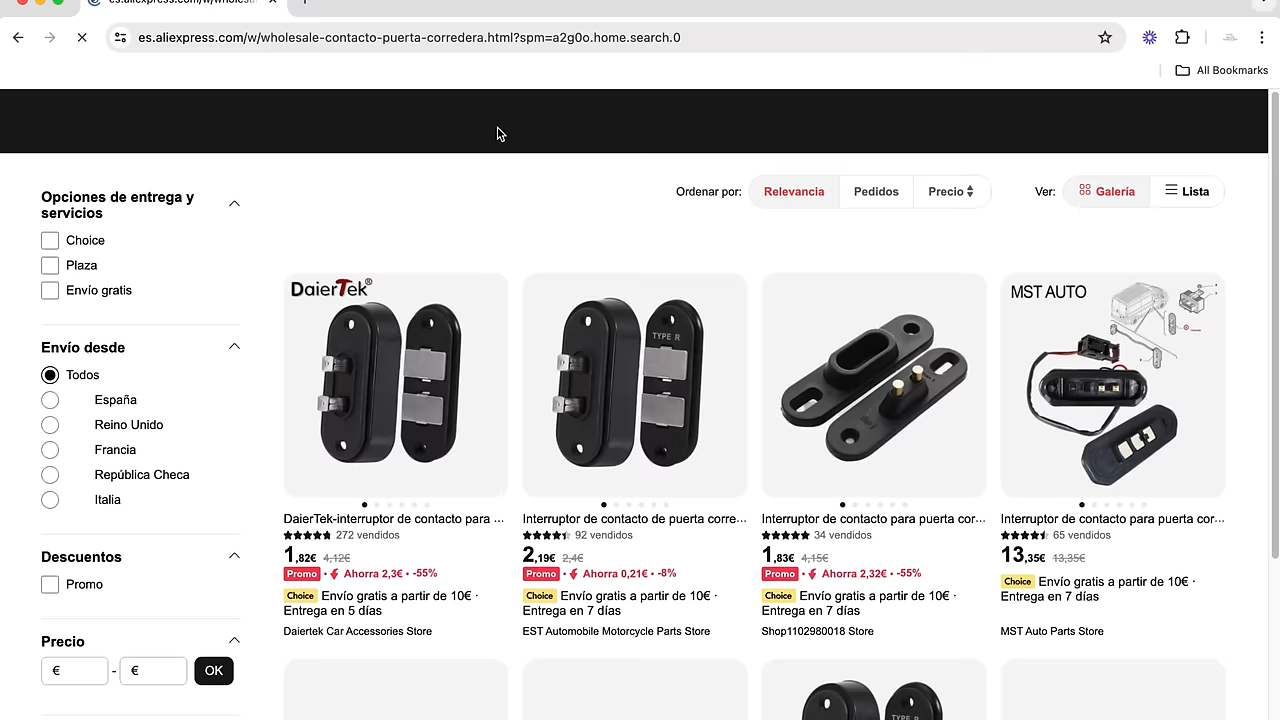 es.aliexpress.com/w/wholesale-contacto-puerta-corredera.html?spm=a2g0o.home.search.0
All Bookmarks
Opciones de entrega y
servicios
Choice
Plaza
Envío gratis
Envío desde
Todos
España
Reino Unido
Francia
República Checa
Italia
Descuentos
Promo
Precio
€ - € OK
Ordenar por: Relevancia Pedidos Precio
Ver: Galería Lista
DaierTek®
DaierTek-interruptor de contacto para ...
272 vendidos
1,82€ 4,12€
Promo · Ahorra 2,3€ · -55%
Choice Envío gratis a partir de 10€ ·
Entrega en 5 días
Daiertek Car Accessories Store
TYPE R
Interruptor de contacto de puerta corre...
92 vendidos
2,19€ 2,4€
Promo · Ahorra 0,21€ · -8%
Choice Envío gratis a partir de 10€ ·
Entrega en 7 días
EST Automobile Motorcycle Parts Store
Interruptor de contacto para puerta cor...
34 vendidos
1,83€ 4,15€
Promo · Ahorra 2,32€ · -55%
Choice Envío gratis a partir de 10€ ·
Entrega en 7 días
Shop1102980018 Store
MST AUTO
Interruptor de contacto para puerta cor...
65 vendidos
13,35€ 13,35€
Choice Envío gratis a partir de 10€ ·
Entrega en 7 días
MST Auto Parts Store
TYPE R